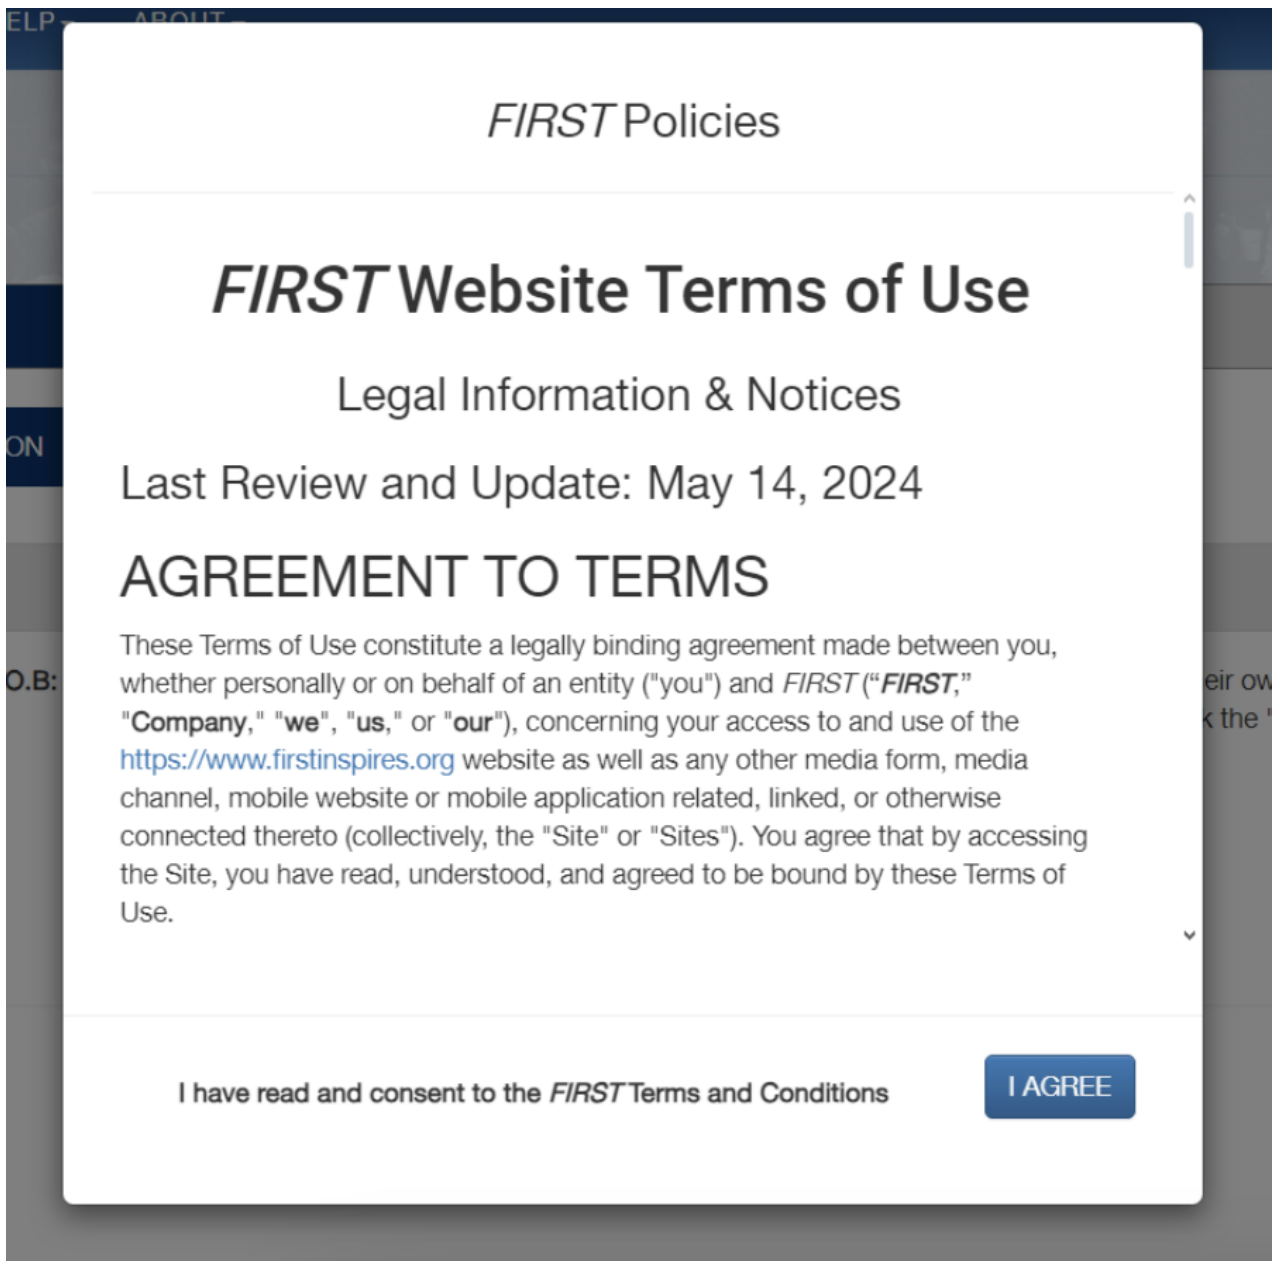 ELP
ABOUT
FIRST Policies
FIRST Website Terms of Use
Legal Information & Notices
ON
Last Review and Update: May 14, 2024
AGREEMENT TO TERMS
These Terms of Use constitute a legally binding agreement made between you,
O.B:
whether personally or on behalf of an entity ("you") and FIRST (“FIRST,”
eir ow
"Company," "we", "us," or "our"), concerning your access to and use of the
k the "
https://www.firstinspires.org website as well as any other media form, media
channel, mobile website or mobile application related, linked, or otherwise
connected thereto (collectively, the "Site" or "Sites"). You agree that by accessing
the Site, you have read, understood, and agreed to be bound by these Terms of
Use.
I have read and consent to the FIRST Terms and Conditions
I AGREE